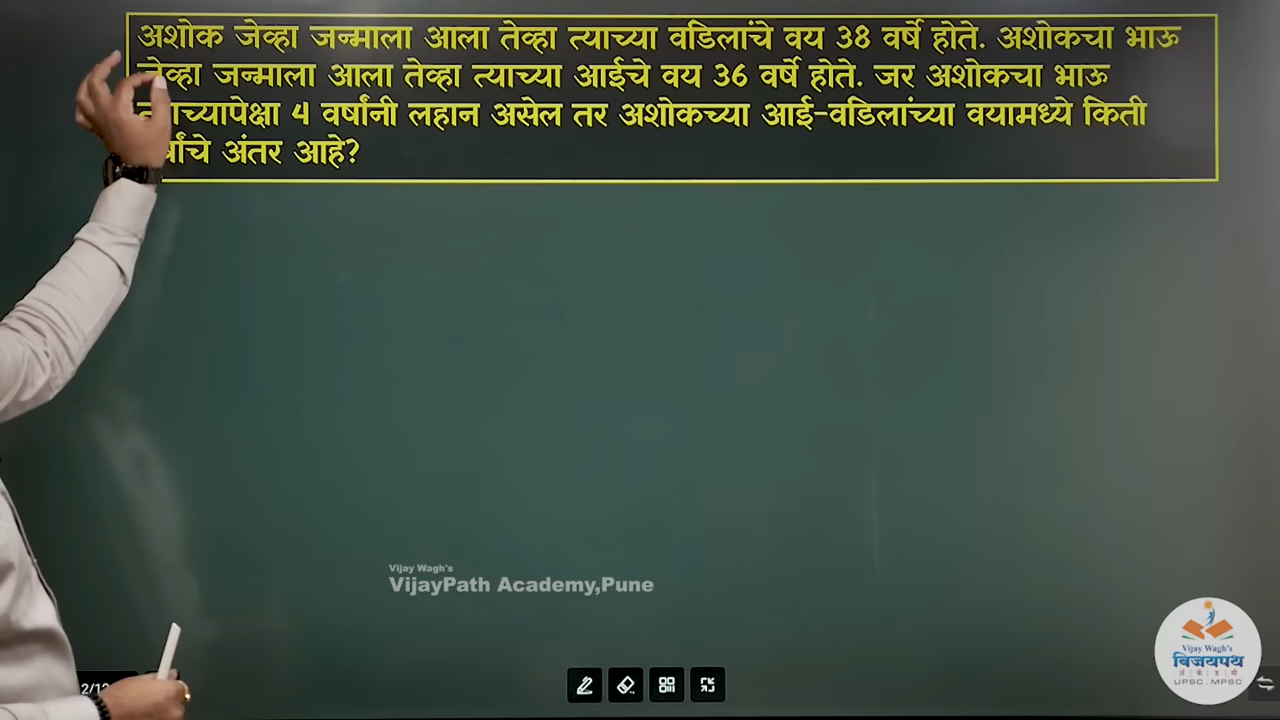 अशोक जेव्हा जन्माला आला तेव्हा त्याच्या वडिलांचे वय 38 वर्षे होते. अशोकचा भाऊ
जन्माला आला तेव्हा त्याच्या आईचे वय 36 वर्षे होते. जर अशोकचा भाऊ
4 वर्षांनी लहान असेल तर अशोकच्या आई-वडिलांच्या वयामध्ये किती
अंतर आहे?
Vijay Wagh's
VijayPath Academy,Pune
Vijay Wagh's
विजयपथ
UPSC - MPSC